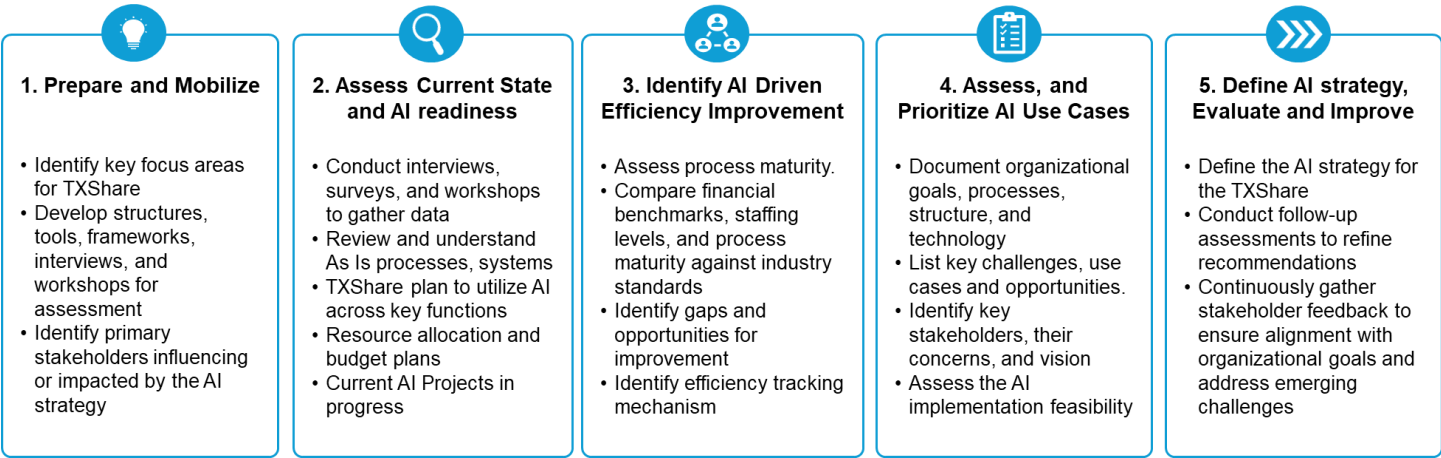 1. Prepare and Mobilize
• Identify key focus areas
for TXShare
• Develop structures,
tools, frameworks,
interviews, and
workshops for
assessment
• Identify primary
stakeholders influencing
or impacted by the AI
strategy
2. Assess Current State
and AI readiness
• Conduct interviews,
surveys, and workshops
to gather data
• Review and understand
As Is processes, systems
• TXShare plan to utilize AI
across key functions
• Resource allocation and
budget plans
• Current AI Projects in
progress
3. Identify AI Driven
Efficiency Improvement
• Assess process maturity.
• Compare financial
benchmarks, staffing
levels, and process
maturity against industry
standards
• Identify gaps and
opportunities for
improvement
• Identify efficiency tracking
mechanism
4. Assess, and
Prioritize AI Use Cases
• Document organizational
goals, processes,
structure, and
technology
• List key challenges, use
cases and opportunities.
• Identify key
stakeholders, their
concerns, and vision
• Assess the AI
implementation feasibility
5. Define AI strategy,
Evaluate and Improve
• Define the AI strategy for
the TXShare
• Conduct follow-up
assessments to refine
recommendations
• Continuously gather
stakeholder feedback to
ensure alignment with
organizational goals and
address emerging
challenges